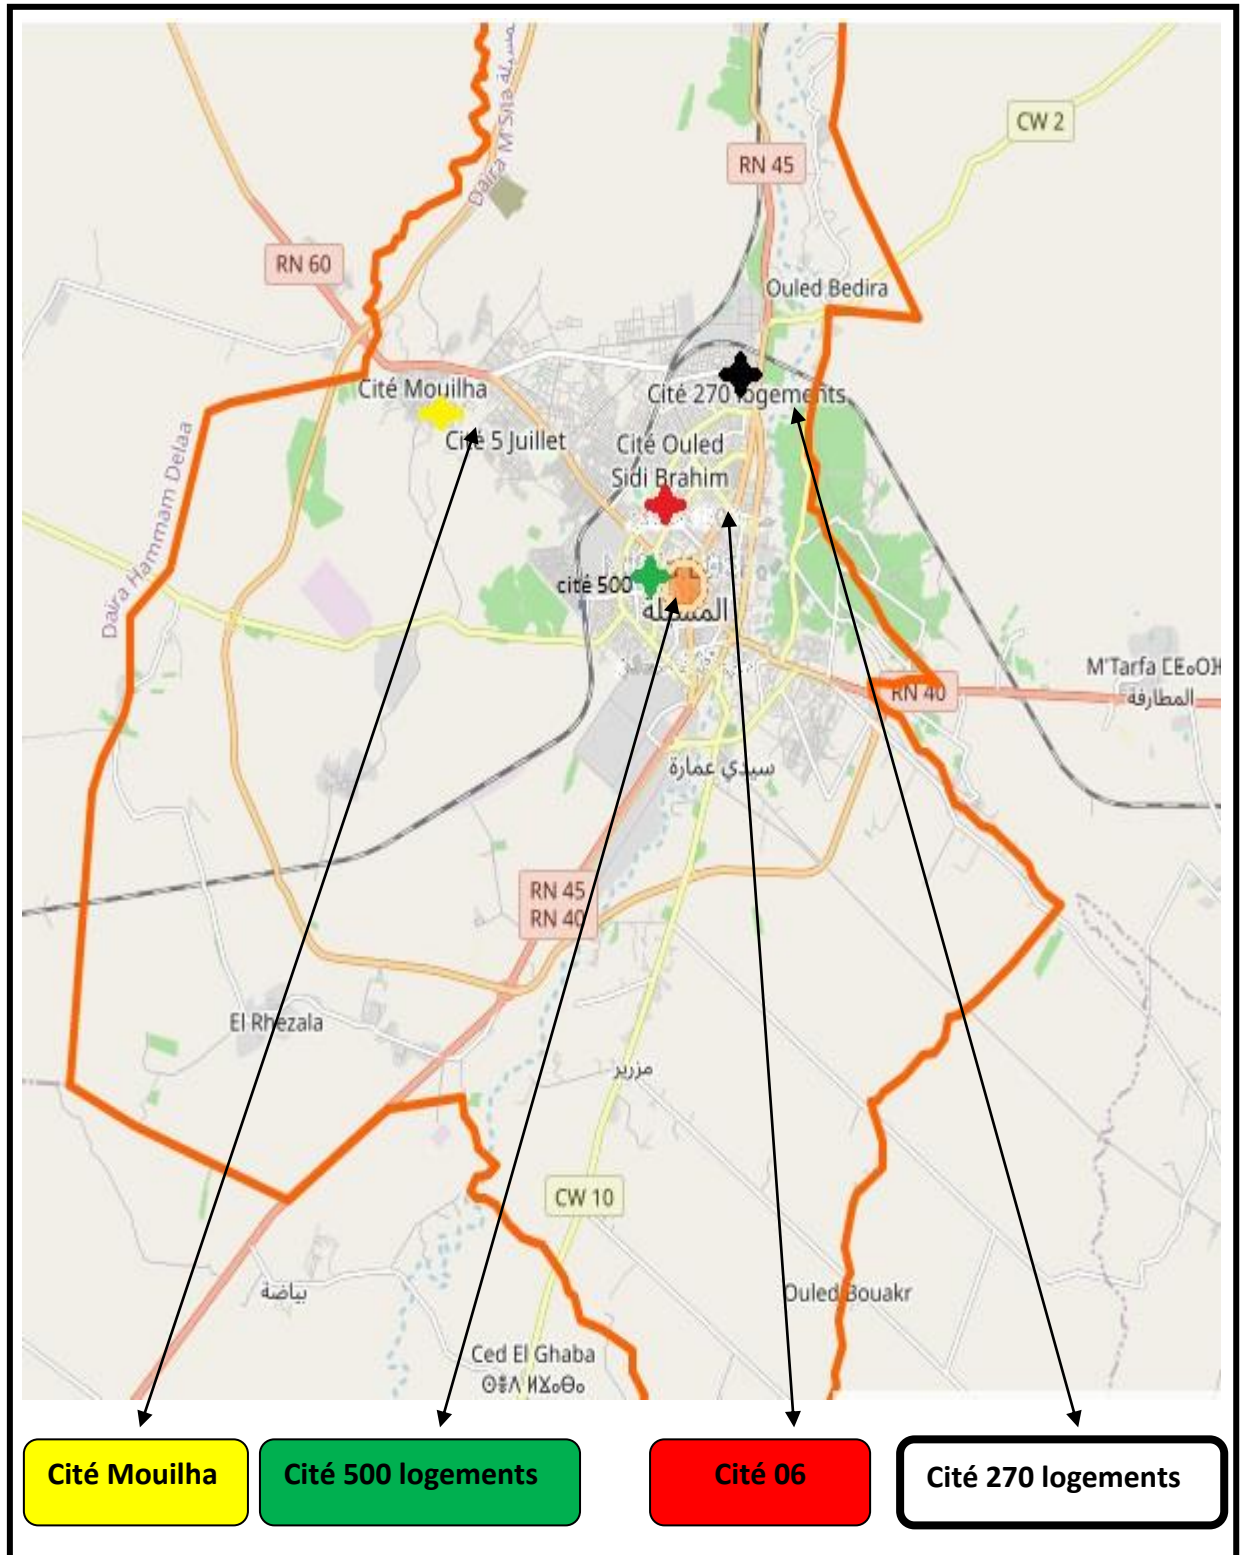 Daïra M'Sila مسيلة
CW 2
RN 45
RN 60
Ouled Bedira
Cité Mouilha
Cité 270 logements
Cité 5 Juillet
Cité Ouled
Sidi Brahim
Daïra Hammam Delaa
cité 500
المسيلة
M'Tarfa ⵎⵟⴰⵔⴼ
المطارفة
RN 40
سيدي عمارة
RN 45
RN 40
El Rhezala
مزرير
CW 10
بياضة
Ouled Bouakr
Ced El Ghaba
Cité Mouilha
Cité 500 logements
Cité 06
Cité 270 logements